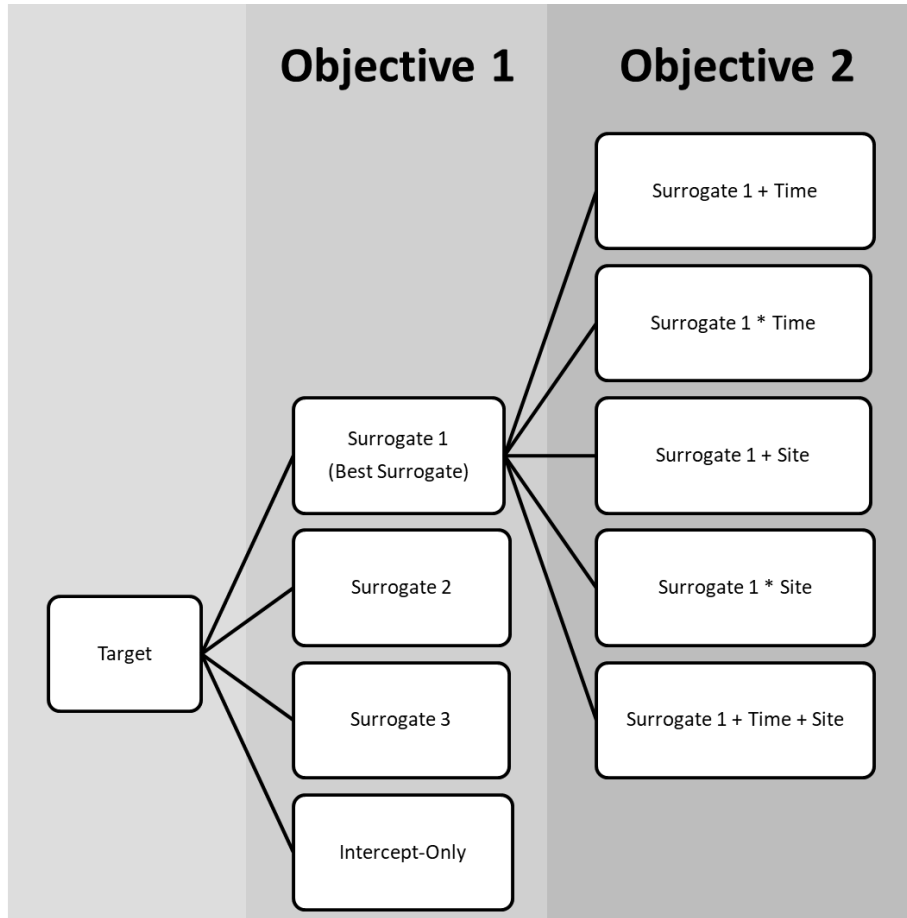 Objective 1
Objective 2
Target
Surrogate 1
(Best Surrogate)
Surrogate 2
Surrogate 3
Intercept-Only
Surrogate 1 + Time
Surrogate 1 * Time
Surrogate 1 + Site
Surrogate 1 * Site
Surrogate 1 + Time + Site